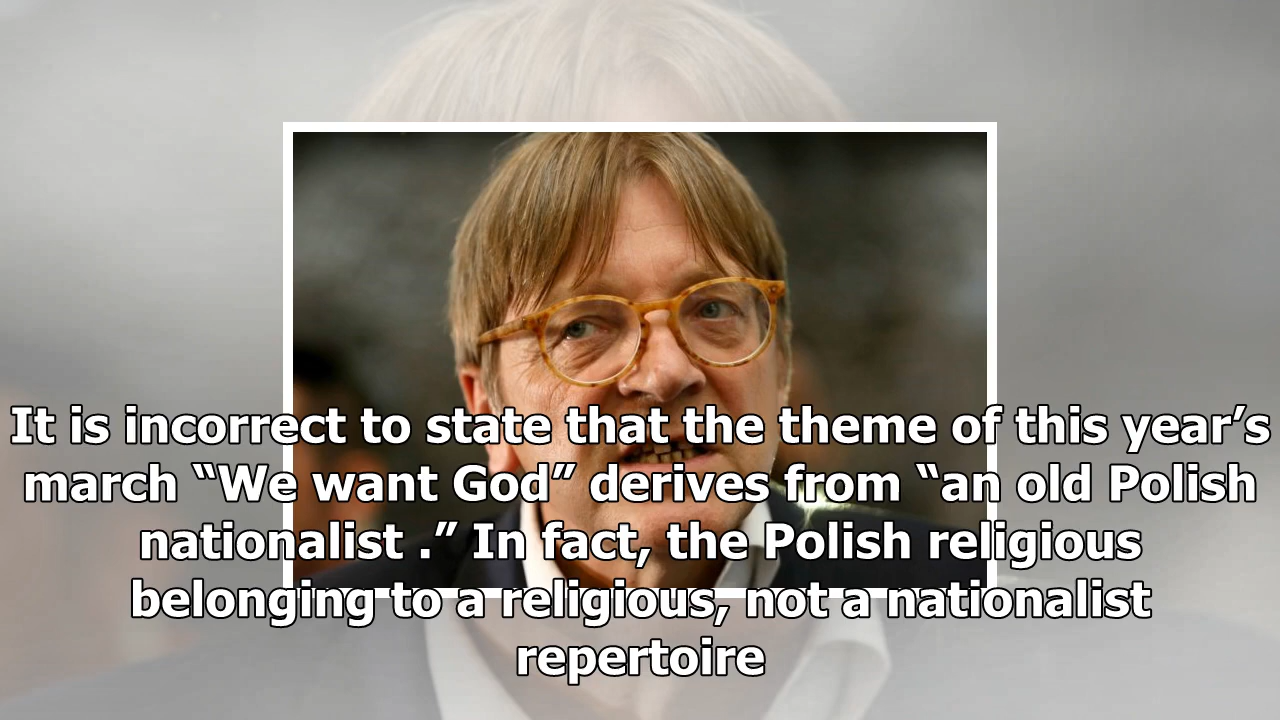 It is incorrect to state that the theme of this year’s
march “We want God” derives from “an old Polish
nationalist .” In fact, the Polish religious
belonging to a religious, not a nationalist
repertoire